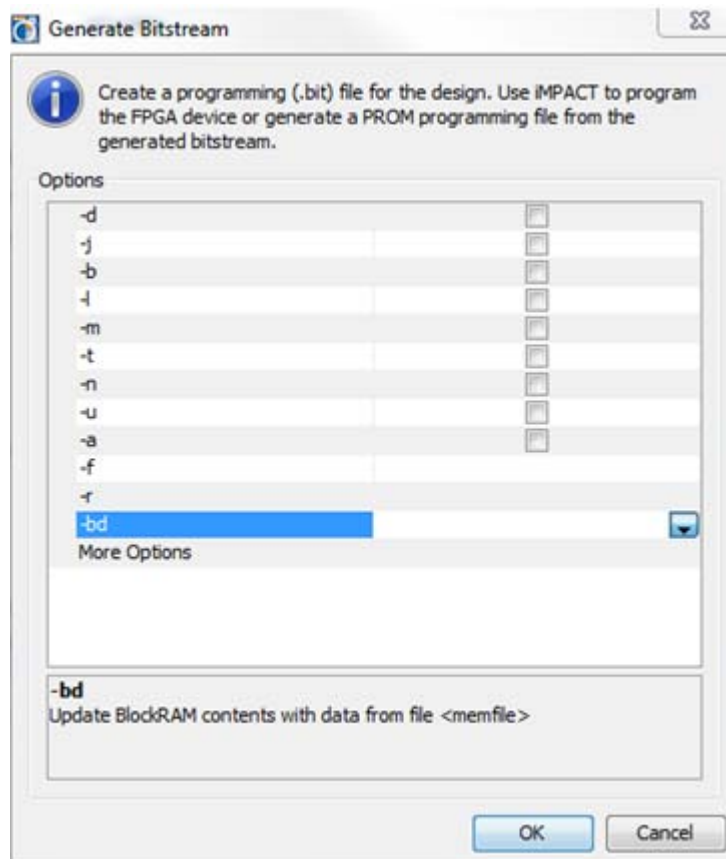 Generate Bitstream
Create a programming (.bit) file for the design. Use iMPACT to program
the FPGA device or generate a PROM programming file from the
generated bitstream.
Options
-d
-j
-b
-l
-m
-t
-n
-u
-a
-f
-r
-bd
More Options
-bd
Update BlockRAM contents with data from file <memfile>
OK
Cancel